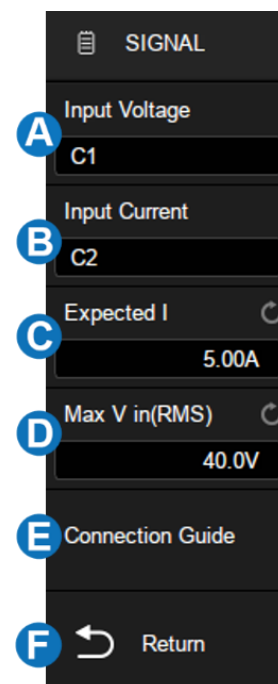 SIGNAL
Input Voltage
A
C1
Input Current
B
C2
Expected I
C
5.00A
Max V in(RMS)
D
40.0V
E Connection Guide
F Return